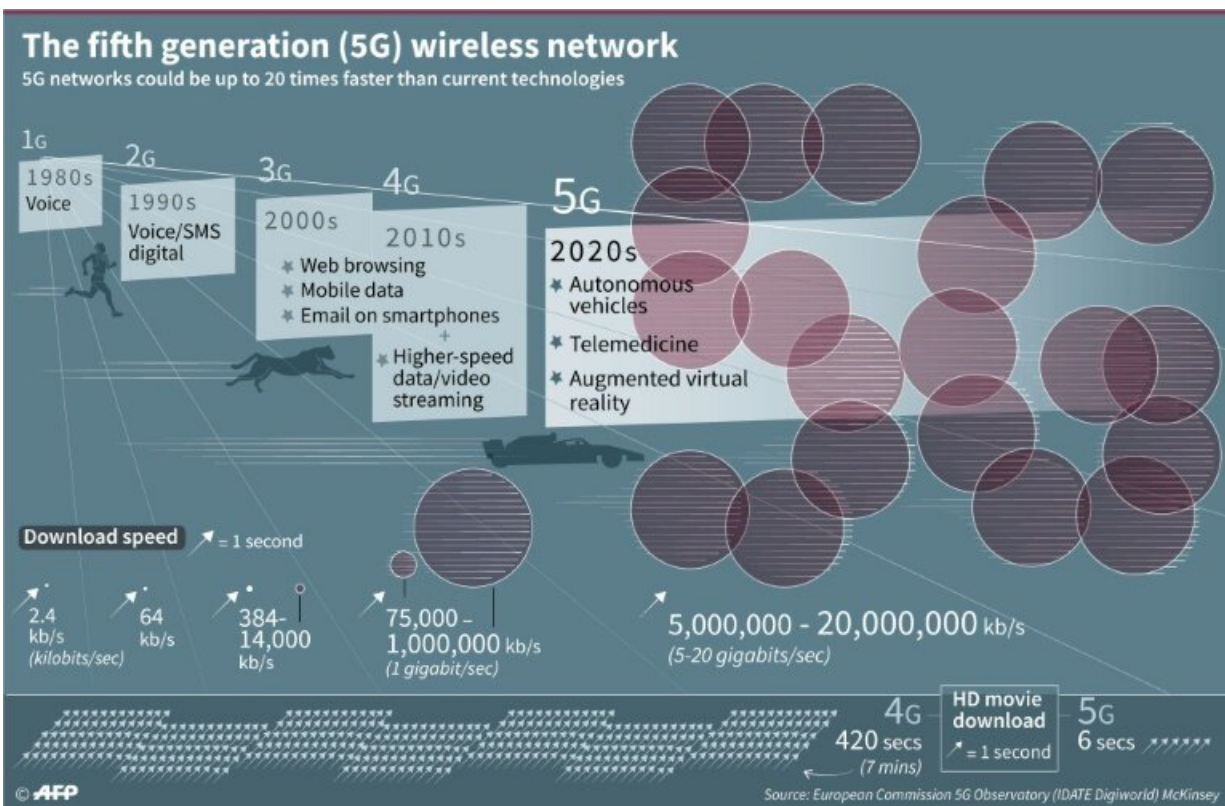 The fifth generation (5G) wireless network
5G networks could be up to 20 times faster than current technologies
1G
1980s
Voice
2G
1990s
Voice/SMS
digital
3G
2000s
Web browsing
Mobile data
Email on smartphones
4G
2010s
+
Higher-speed
data/video
streaming
5G
2020s
Autonomous
vehicles
Telemedicine
Augmented virtual
reality
Download speed
= 1 second
2.4
kb/s
(kilobits/sec)
64
kb/s
384-
14,000
kb/s
75,000 –
1,000,000 kb/s
(1 gigabit/sec)
5,000,000 - 20,000,000 kb/s
(5-20 gigabits/sec)
4G
420 secs
(7 mins)
HD movie
download
= 1 second
5G
6 secs
© AFP
Source: European Commission 5G Observatory (IDATE Digiworld) McKinsey